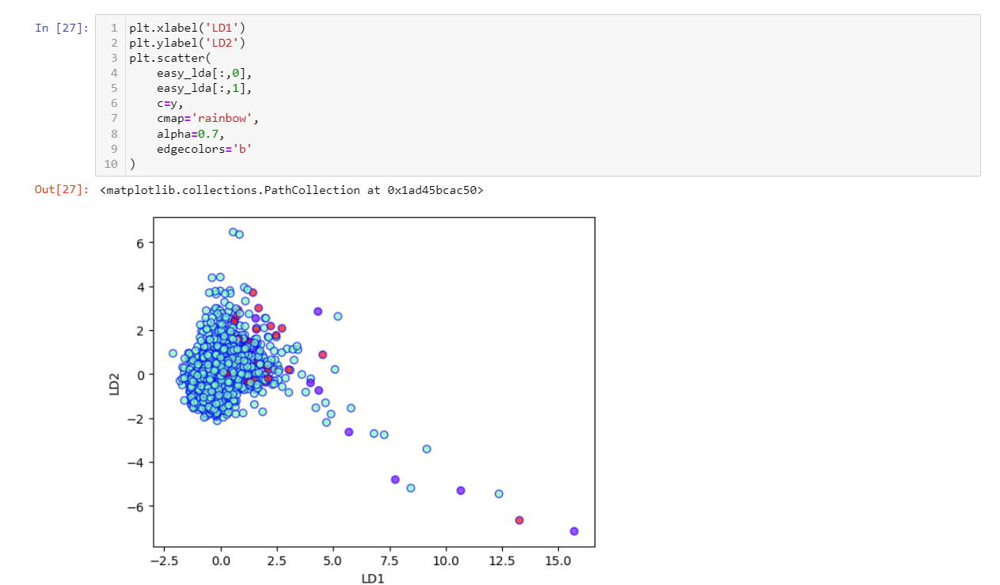 In [27]:
1 plt.xlabel('LD1')
2 plt.ylabel('LD2')
3 plt.scatter(
4     easy_lda[:,0],
5     easy_lda[:,1],
6     c=y,
7     cmap='rainbow',
8     alpha=0.7,
9     edgecolors='b'
10 )
Out[27]: <matplotlib.collections.PathCollection at 0x1ad45bcac50>
6
4
2
0
−2
−4
−6
LD2
−2.5 0.0 2.5 5.0 7.5 10.0 12.5 15.0
LD1